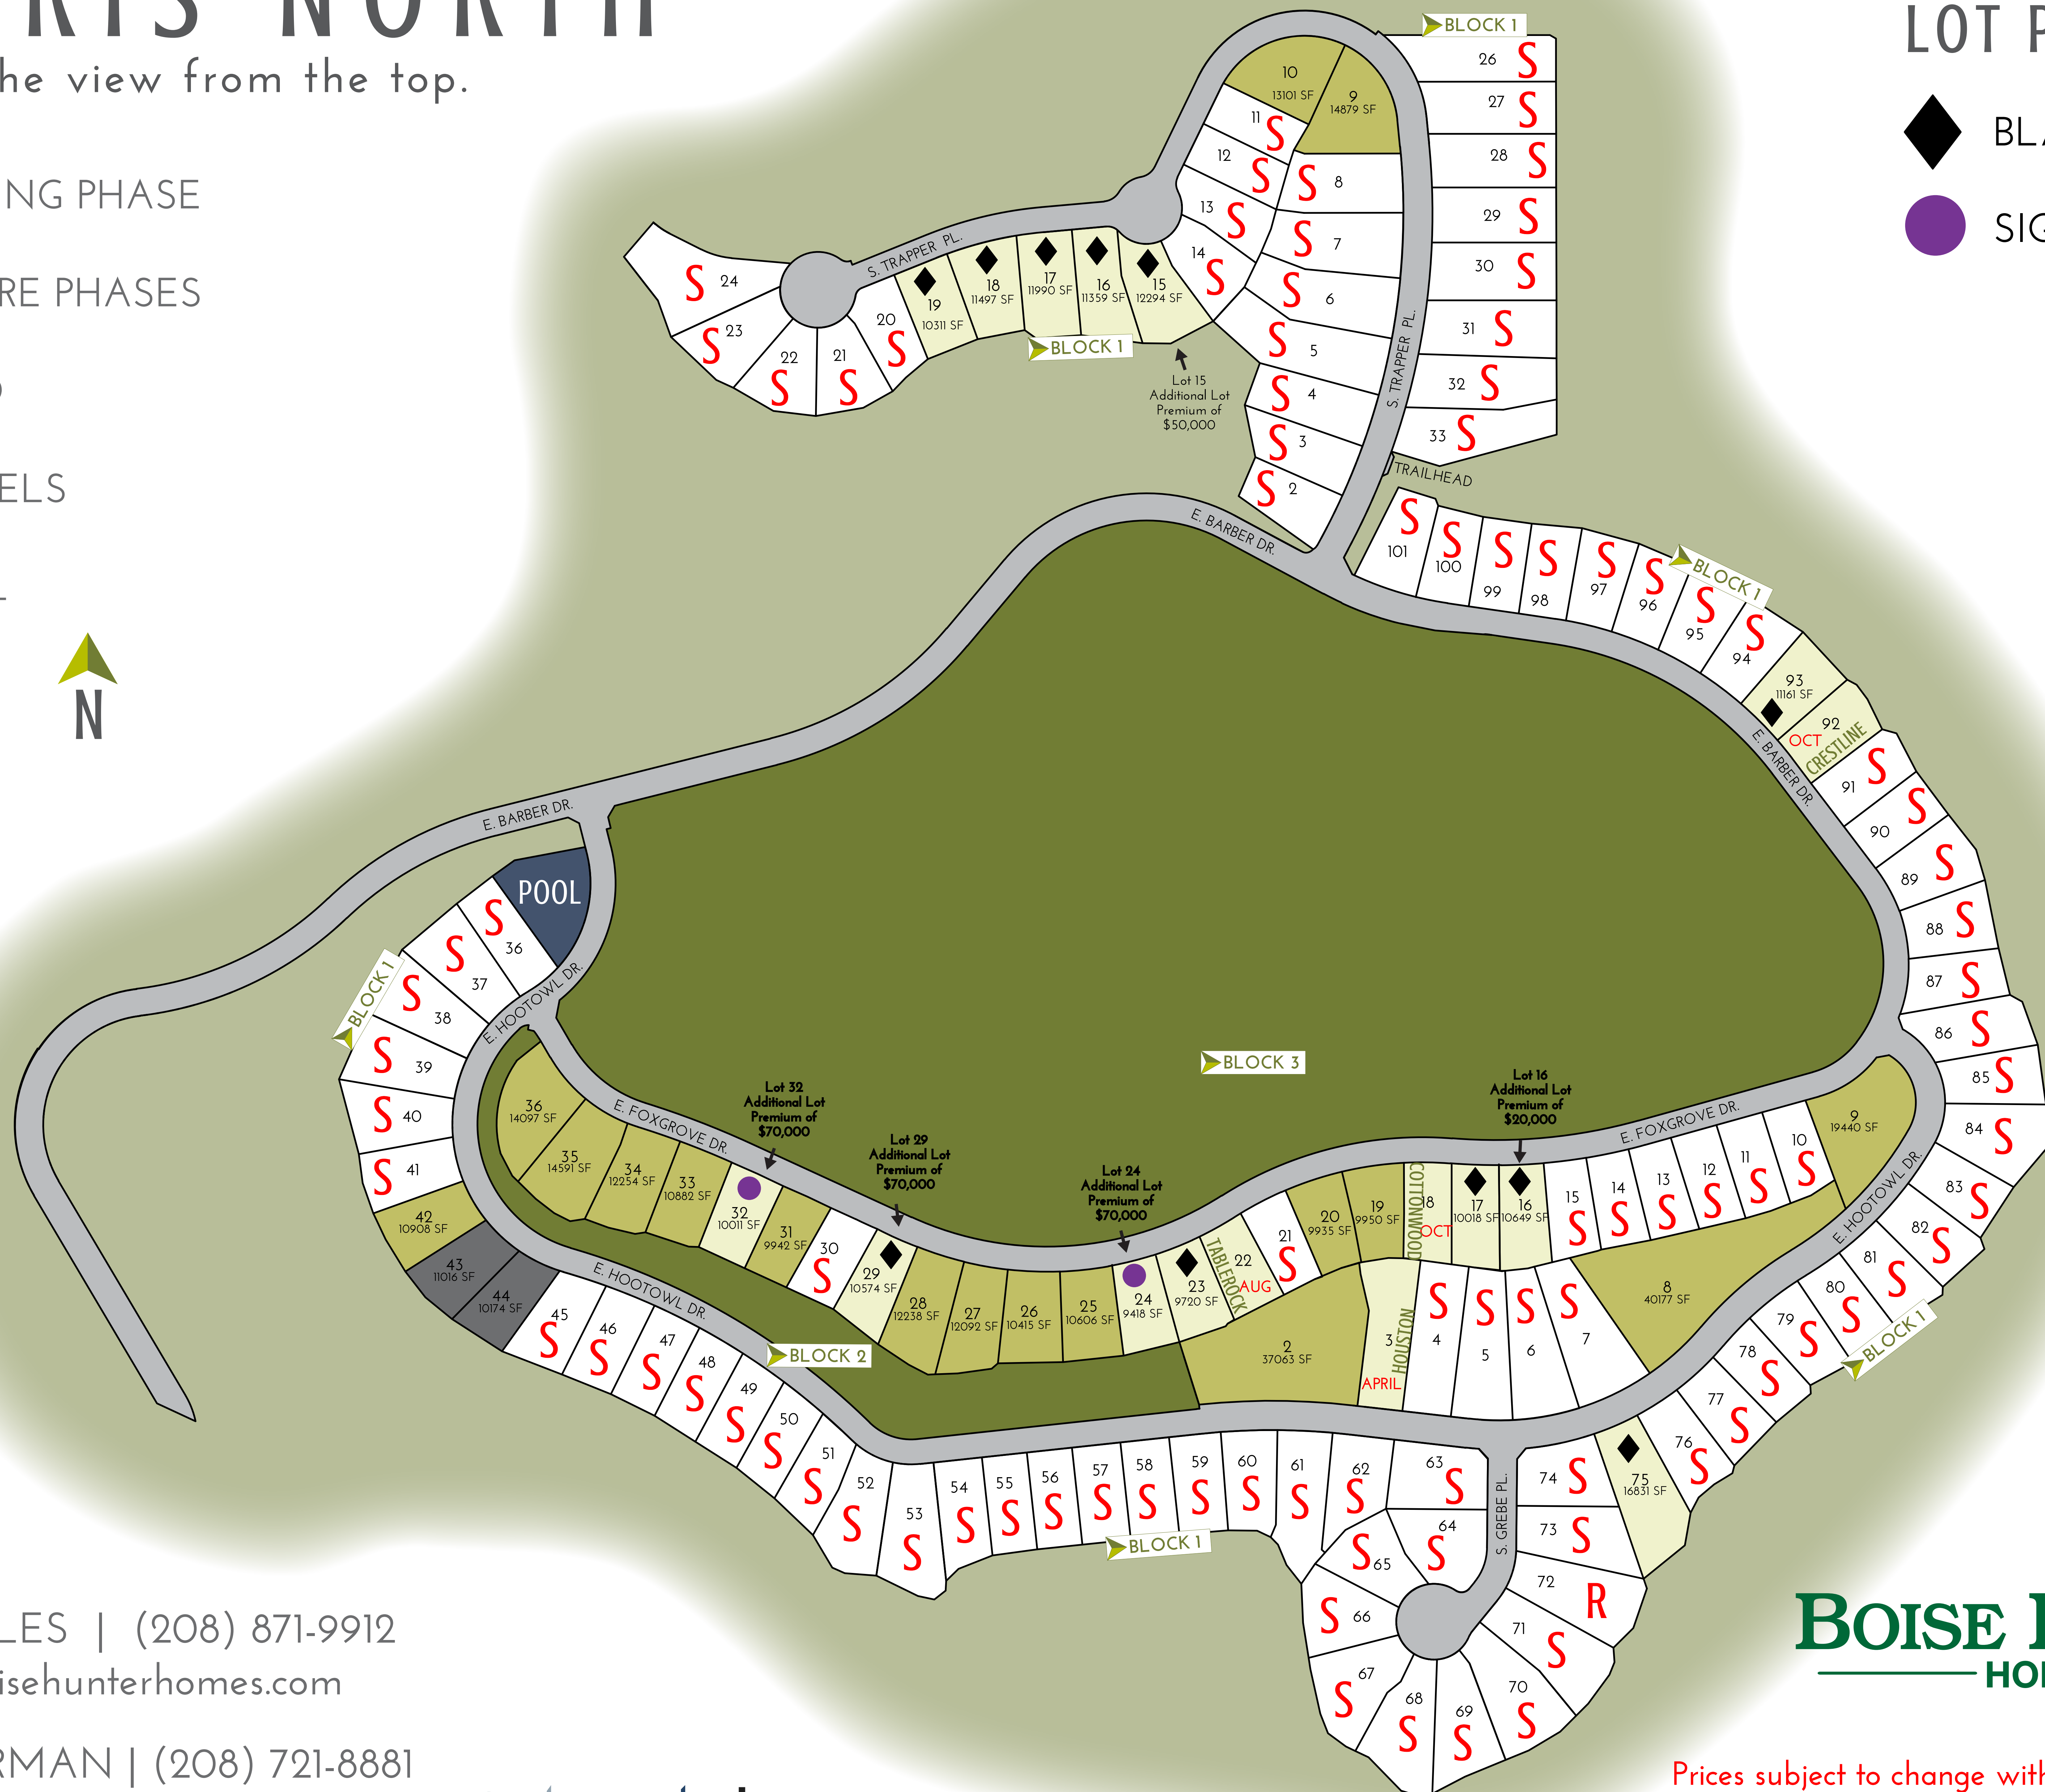 RTS NORTH
he view from the top.
NG PHASE
RE PHASES
ELS
N
LOT P
BLA
SIG
BLOCK 1
26 S
27 S
28 S
29 S
30 S
31 S
32 S
33 S
10
13101 SF
9
14879 SF
11 S
12 S
13 S
14 S
8 S
7 S
6 S
5 S
4 S
3 S
2 S
S. TRAPPER PL.
S. TRAPPER PL.
TRAILHEAD
24 S
23 S
22 S
21 S
20 S
19
10311 SF
18
11497 SF
17
11990 SF
16
11359 SF
15
12294 SF
BLOCK 1
Lot 15
Additional Lot
Premium of
$50,000
E. BARBER DR.
101 S
100 S
99 S
98 S
97 S
96 S
95 S
94 S
BLOCK 1
93
11161 SF
92
OCT
CRESTLINE
E. BARBER DR.
91 S
90 S
89 S
88 S
87 S
86 S
85 S
84 S
83 S
82 S
81 S
80 S
79 S
78 S
77 S
76 S
BLOCK 1
E. BARBER DR.
POOL
36 S
37 S
38 S
39 S
40 S
41 S
BLOCK 1
E. HOOTOWL DR.
42
10908 SF
43
11016 SF
44
10174 SF
BLOCK 3
36
14097 SF
35
14591 SF
34
12254 SF
33
10882 SF
32
10011 SF
31
9942 SF
30 S
29
10574 SF
28
12238 SF
27
12092 SF
26
10415 SF
25
10606 SF
24
9418 SF
23
9720 SF
22
AUG
TABLEROCK
21 S
20
9935 SF
19
9950 SF
18
OCT
COTTONWOOD
17
10018 SF
16
10649 SF
15 S
14 S
13 S
12 S
11 S
10 S
9
19440 SF
E. FOXGROVE DR.
E. FOXGROVE DR.
Lot 32
Additional Lot
Premium of
$70,000
Lot 29
Additional Lot
Premium of
$70,000
Lot 24
Additional Lot
Premium of
$70,000
Lot 16
Additional Lot
Premium of
$20,000
E. HOOTOWL DR.
E. HOOTOWL DR.
BLOCK 2
2
37063 SF
3
APRIL
HOUSTON
4 S
5 S
6 S
7 S
8
40177 SF
45 S
46 S
47 S
48 S
49 S
50 S
51 S
52 S
53 S
54 S
55 S
56 S
57 S
58 S
59 S
60 S
61 S
62 S
63 S
64 S
65 S
66 S
67 S
68 S
69 S
70 S
71 S
72 R
73 S
74 S
75
16831 SF
S. GREBE PL.
BLOCK 1
LES | (208) 871-9912
isehunterhomes.com
RMAN | (208) 721-8881
BOISE
HO
Prices subject to change with